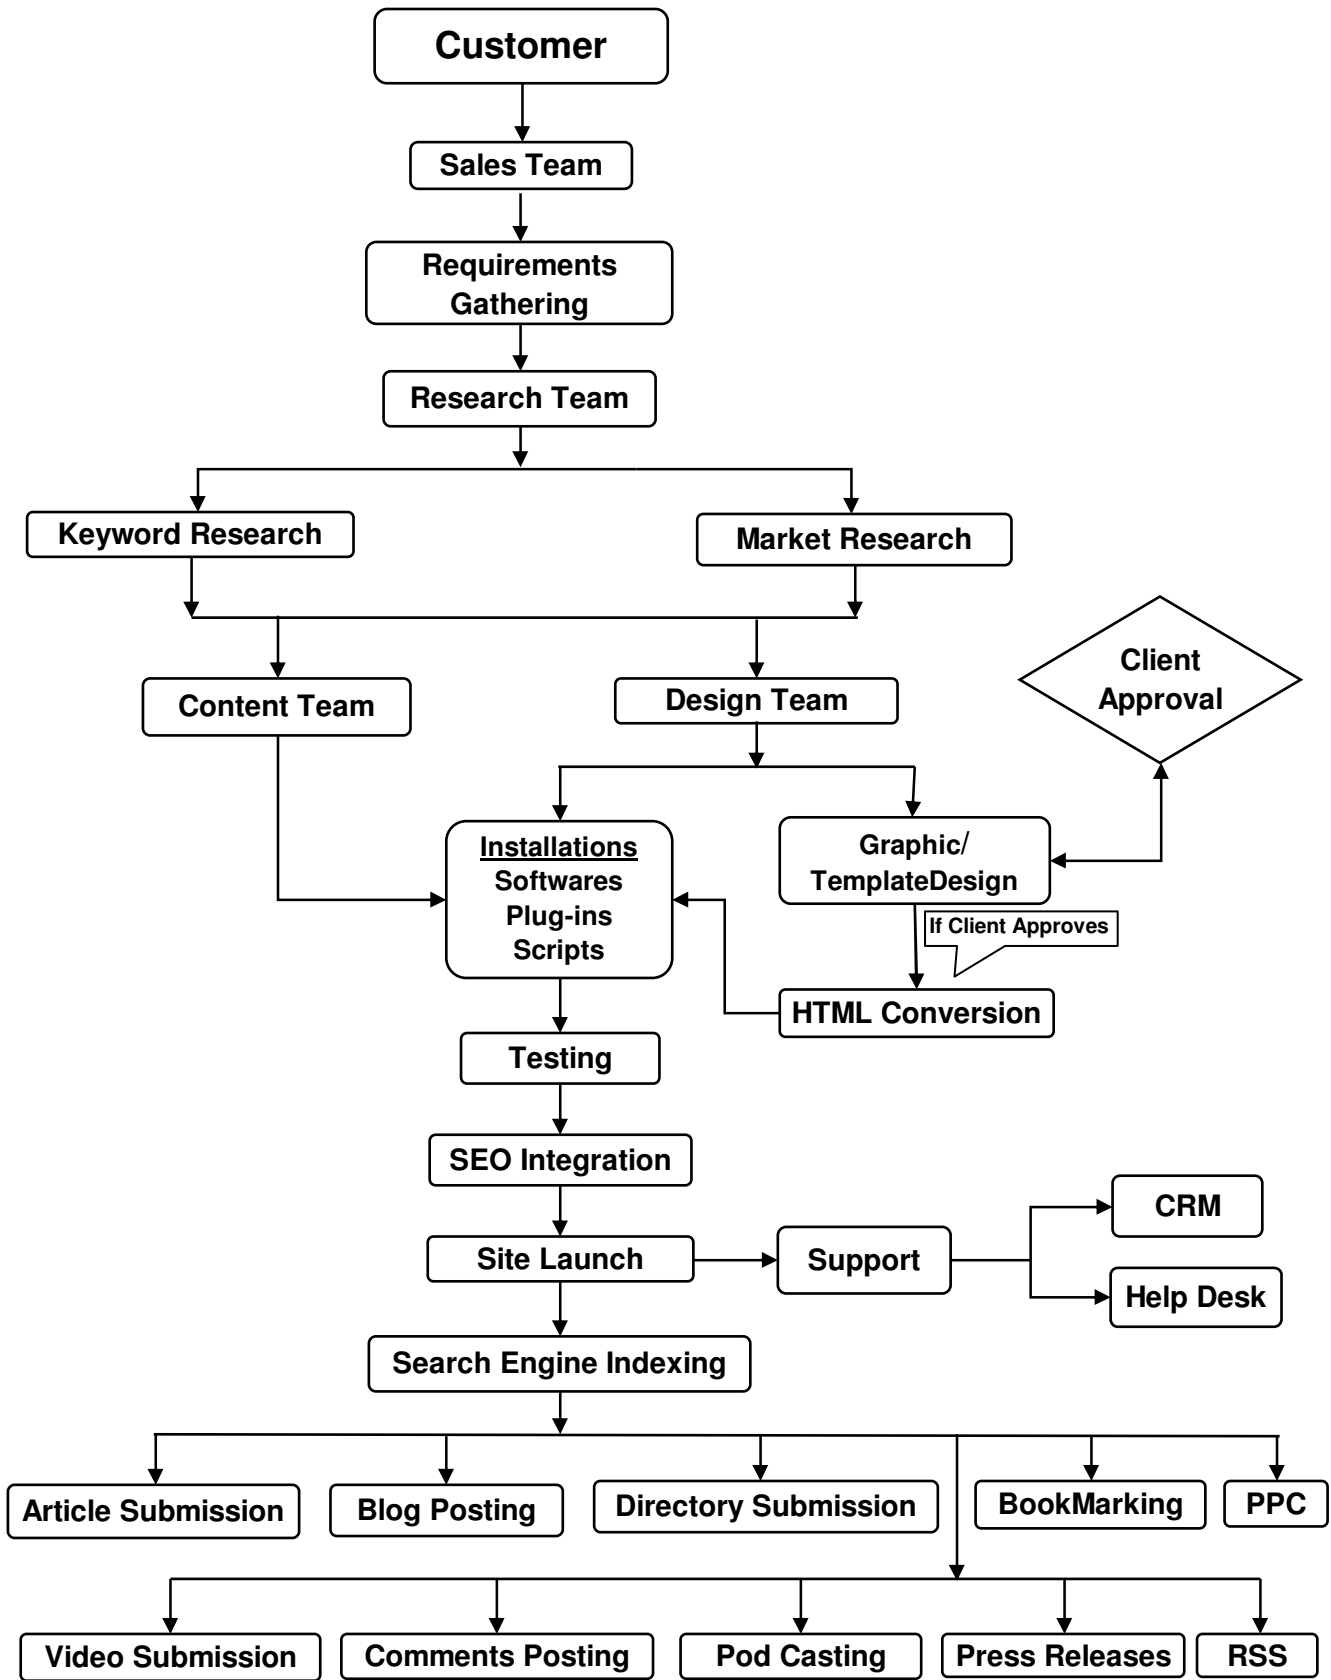 Customer
Sales Team
Requirements
Gathering
Research Team
Keyword Research
Market Research
Client
Approval
Content Team
Design Team
Installations
Softwares
Plug-ins
Scripts
Graphic/
TemplateDesign
If Client Approves
HTML Conversion
Testing
SEO Integration
Site Launch
Support
CRM
Help Desk
Search Engine Indexing
Article Submission
Blog Posting
Directory Submission
BookMarking
PPC
Video Submission
Comments Posting
Pod Casting
Press Releases
RSS